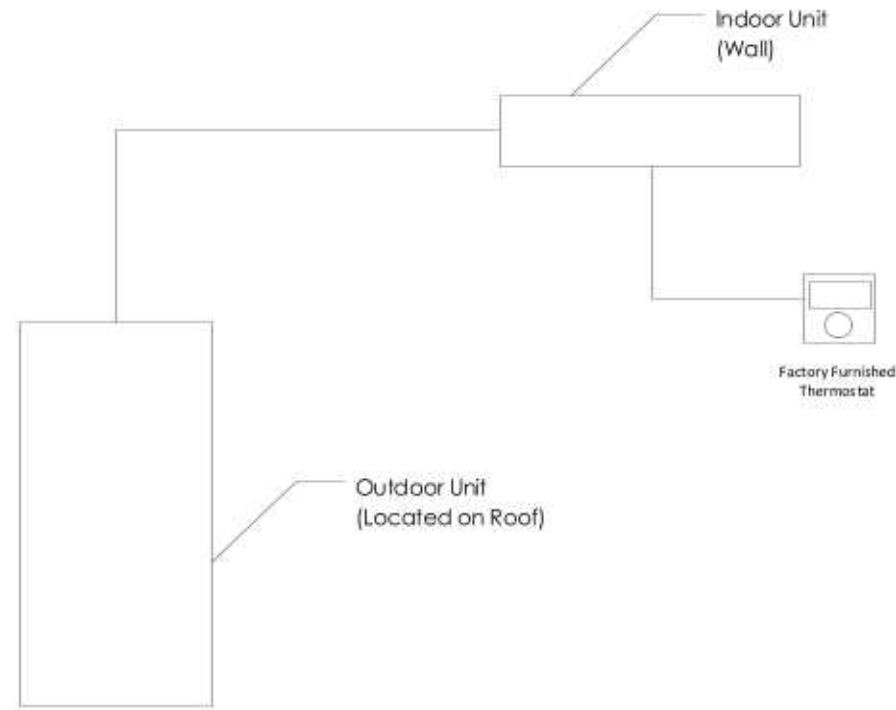 Indoor Unit
(Wall)
Factory Furnished
Thermostat
Outdoor Unit
(Located on Roof)